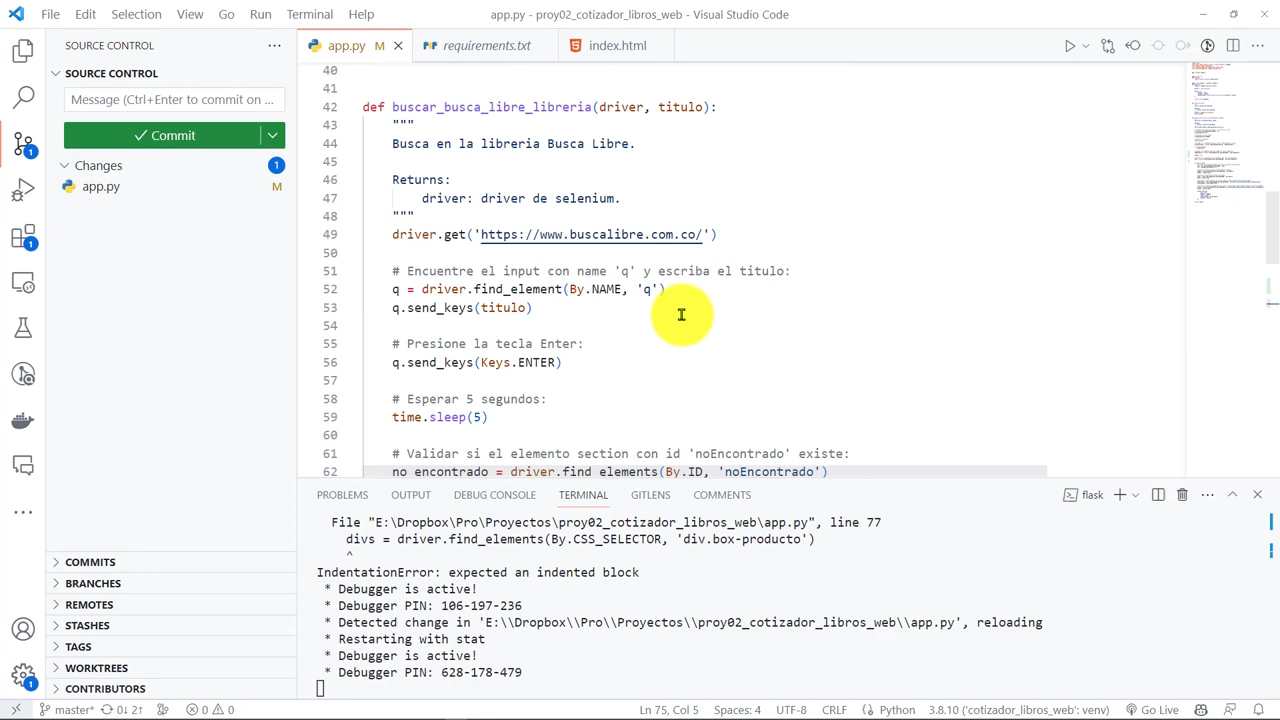 File Edit Selection View Go Run Terminal Help
app.py - proy02_cotizador_libros_web - Visual Studio Code
SOURCE CONTROL
SOURCE CONTROL
Message (Ctrl+Enter to commit on ...
Commit
Changes 1
app.py M
COMMITS
BRANCHES
REMOTES
STASHES
TAGS
WORKTREES
CONTRIBUTORS
app.py M
requirements.txt
index.html
40
41
42 def buscar_busca_libre(driver, titulo):
43 """
44 Busca en la librería BuscaLibre.
45
46 Returns:
47 driver: driver de selenium.
48 """
49 driver.get('https://www.buscalibre.com.co/')
50
51 # Encuentre el input con name 'q' y escriba el titulo:
52 q = driver.find_element(By.NAME, 'q')
53 q.send_keys(titulo)
54
55 # Presione la tecla Enter:
56 q.send_keys(Keys.ENTER)
57
58 # Esperar 5 segundos:
59 time.sleep(5)
60
61 # Validar si el elemento section con id 'noEncontrado' existe:
62 no_encontrado = driver.find_elements(By.ID, 'noEncontrado')
PROBLEMS OUTPUT DEBUG CONSOLE TERMINAL GITLENS COMMENTS
flask
File "E:\Dropbox\Pro\Proyectos\proy02_cotizador_libros_web\app.py", line 77
divs = driver.find_elements(By.CSS_SELECTOR, 'div.box-producto')
^
IndentationError: expected an indented block
* Debugger is active!
* Debugger PIN: 106-197-236
* Detected change in 'E:\\Dropbox\\Pro\\Proyectos\\proy02_cotizador_libros_web\\app.py', reloading
* Restarting with stat
* Debugger is active!
* Debugger PIN: 628-178-479
master* 0↓ 2↑ 0 0
Ln 75, Col 5 Spaces: 4 UTF-8 CRLF Python 3.8.10 ('cotizador_libros_web': venv) Go Live